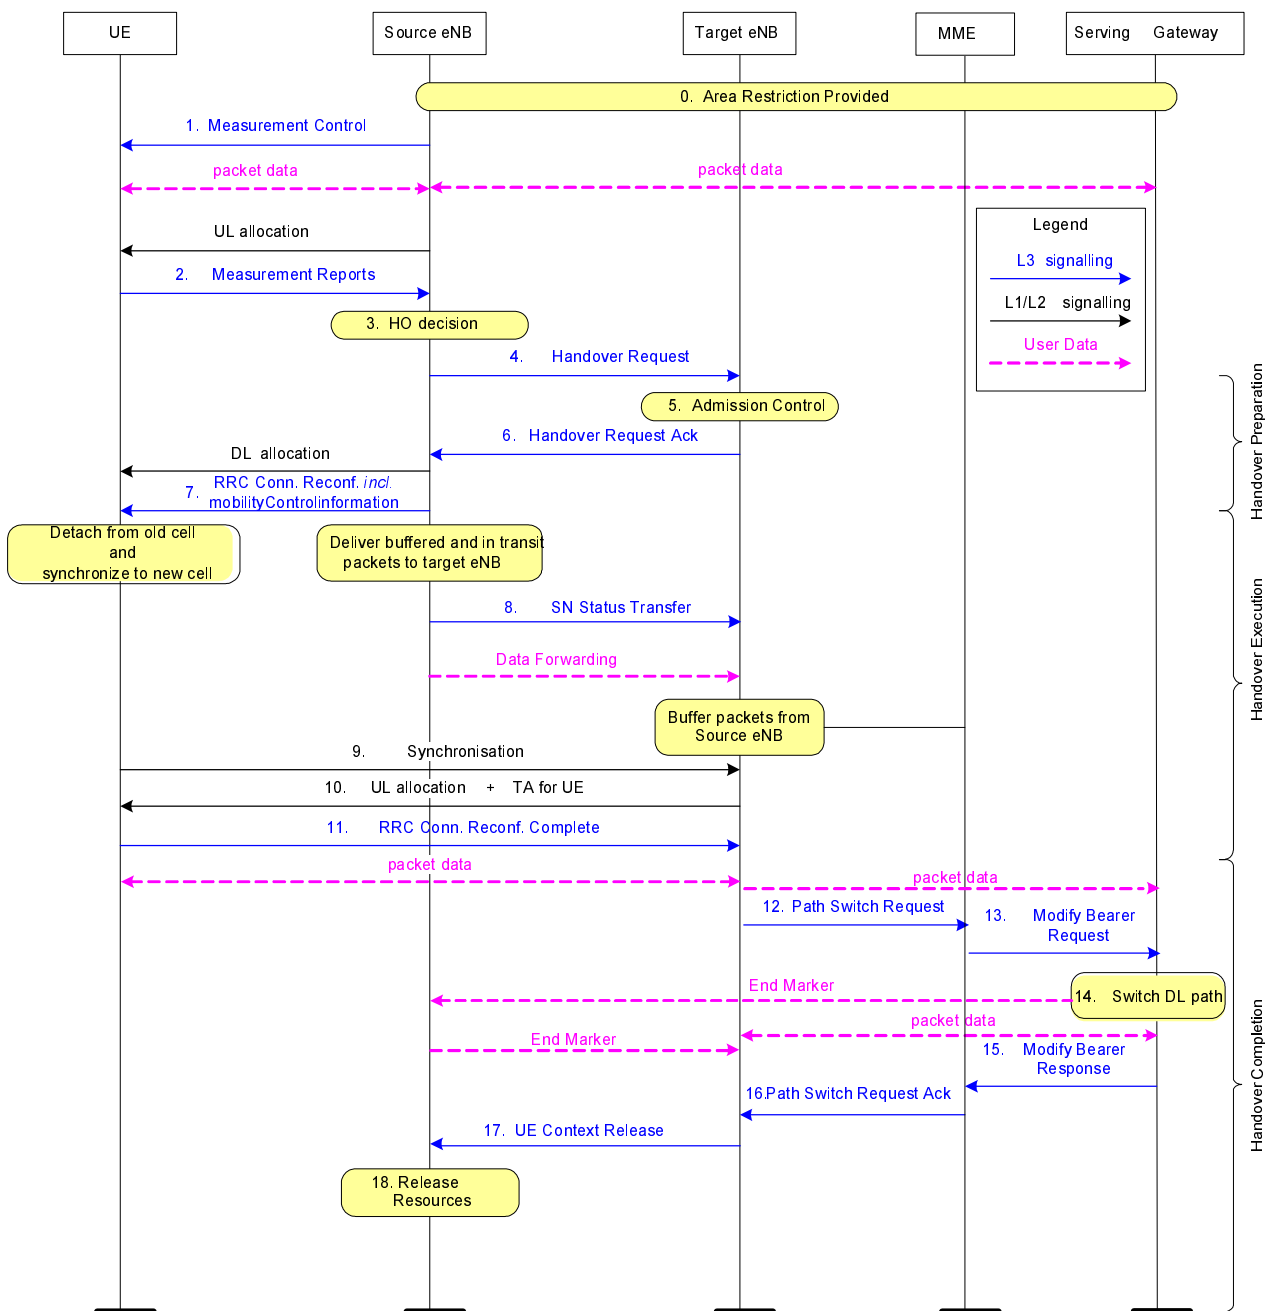 UE
Source eNB
Target eNB
MME
Serving Gateway
0. Area Restriction Provided
1. Measurement Control
packet data
packet data
Legend
UL allocation
L3 signalling
2. Measurement Reports
L1/L2 signalling
3. HO decision
User Data
4. Handover Request
5. Admission Control
6. Handover Request Ack
Handover Preparation
DL allocation
7. RRC Conn. Reconf. incl.
mobilityControlinformation
Detach from old cell
and
synchronize to new cell
Deliver buffered and in transit
packets to target eNB
8. SN Status Transfer
Handover Execution
Data Forwarding
Buffer packets from
Source eNB
9. Synchronisation
10. UL allocation + TA for UE
11. RRC Conn. Reconf. Complete
packet data
packet data
12. Path Switch Request
13. Modify Bearer
Request
End Marker
14. Switch DL path
packet data
End Marker
15. Modify Bearer
Response
Handover Completion
16.Path Switch Request Ack
17. UE Context Release
18. Release
Resources